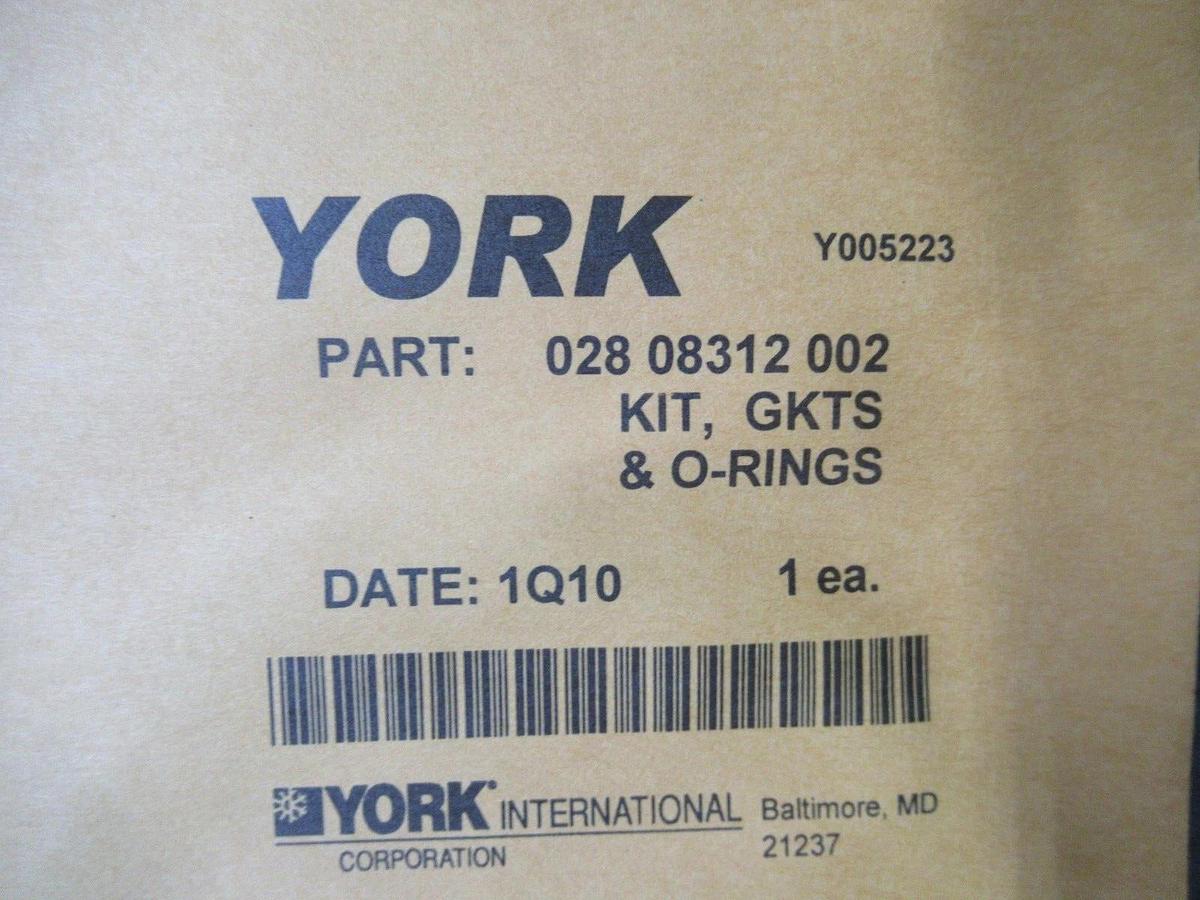 YORK Y005223
PART: 028 08312 002
KIT, GKTS
& O-RINGS
DATE: 1Q10 1 ea.
YORK INTERNATIONAL Baltimore, MD
CORPORATION 21237